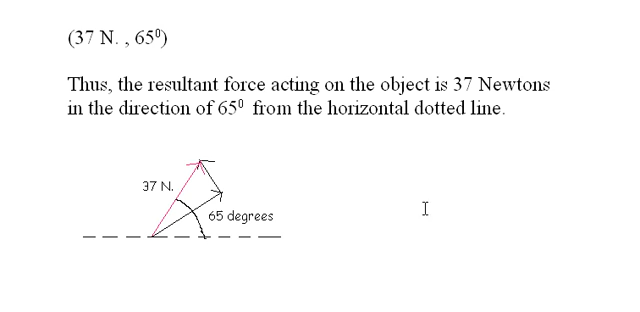 (37 N. , 65⁰)
Thus, the resultant force acting on the object is 37 Newtons
in the direction of 65⁰ from the horizontal dotted line.
37 N.
65 degrees